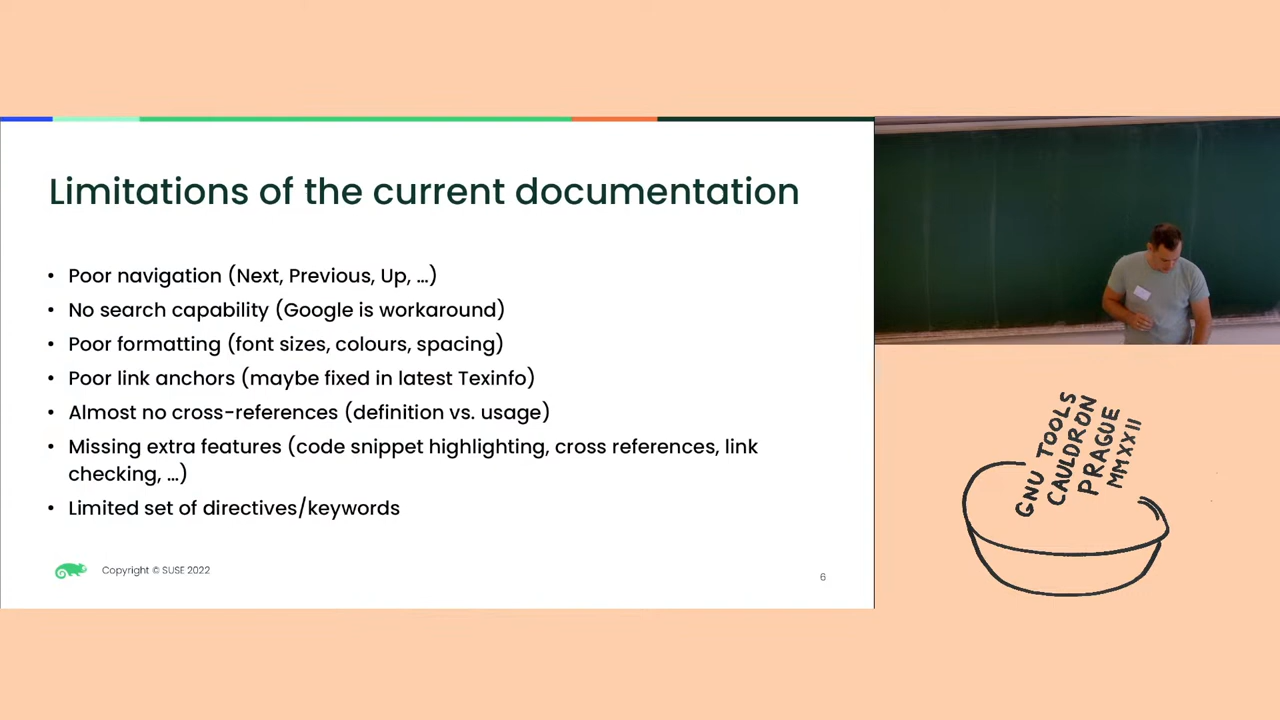 Limitations of the current documentation
• Poor navigation (Next, Previous, Up, ...)
• No search capability (Google is workaround)
• Poor formatting (font sizes, colours, spacing)
• Poor link anchors (maybe fixed in latest Texinfo)
• Almost no cross-references (definition vs. usage)
• Missing extra features (code snippet highlighting, cross references, link
checking, ...)
• Limited set of directives/keywords
Copyright © SUSE 2022
6
GNU TOOLS
CAULDRON
PRAGUE
MMXXII